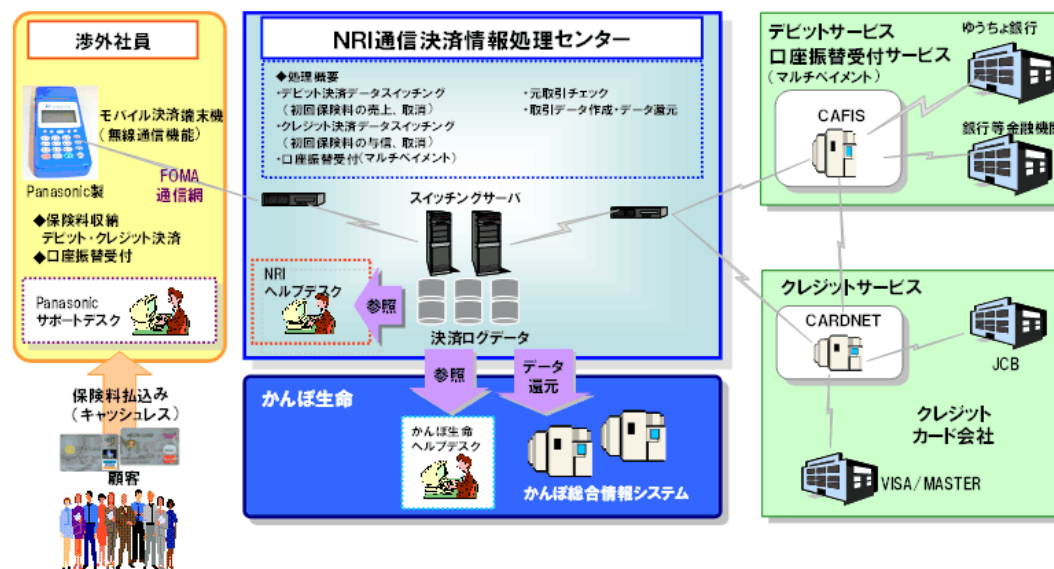 渉外社員
モバイル決済端末機
(無線通信機能)
Panasonic製
FOMA
通信網
◆保険料収納
デビット・クレジット決済
◆口座振替受付
Panasonic
サポートデスク
保険料払込み
(キャッシュレス)
顧客
NRI通信決済情報処理センター
◆処理概要
・デビット決済データスイッチング
(初回保険料の売上、取消)
・クレジット決済データスイッチング
(初回保険料の与信、取消)
・口座振替受付(マルチペイメント)
・元取引チェック
・取引データ作成・データ還元
スイッチングサーバ
NRI
ヘルプデスク
参照
決済ログデータ
参照
データ
還元
かんぽ生命
かんぽ生命
ヘルプデスク
かんぽ総合情報システム
デビットサービス
口座振替受付サービス
(マルチペイメント)
CAFIS
ゆうちょ銀行
銀行等金融機関
クレジットサービス
CARDNET
JCB
クレジット
カード会社
VISA/MASTER